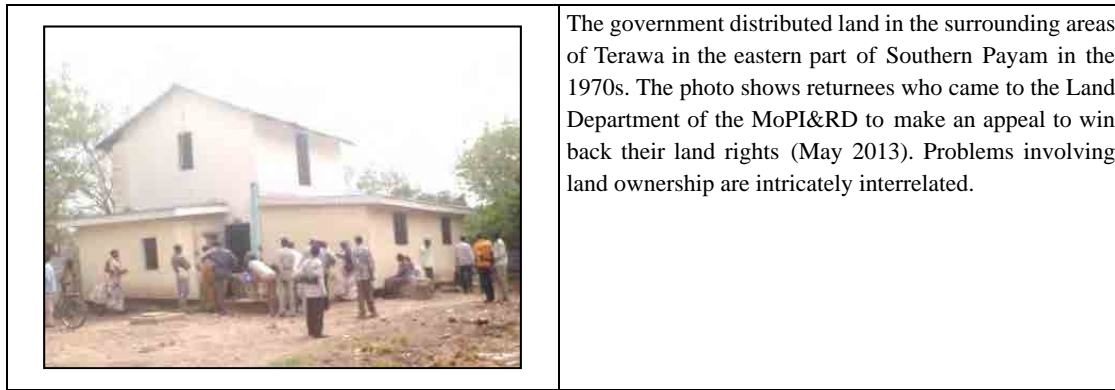 The government distributed land in the surrounding areas
of Terawa in the eastern part of Southern Payam in the
1970s. The photo shows returnees who came to the Land
Department of the MoPI&RD to make an appeal to win
back their land rights (May 2013). Problems involving
land ownership are intricately interrelated.